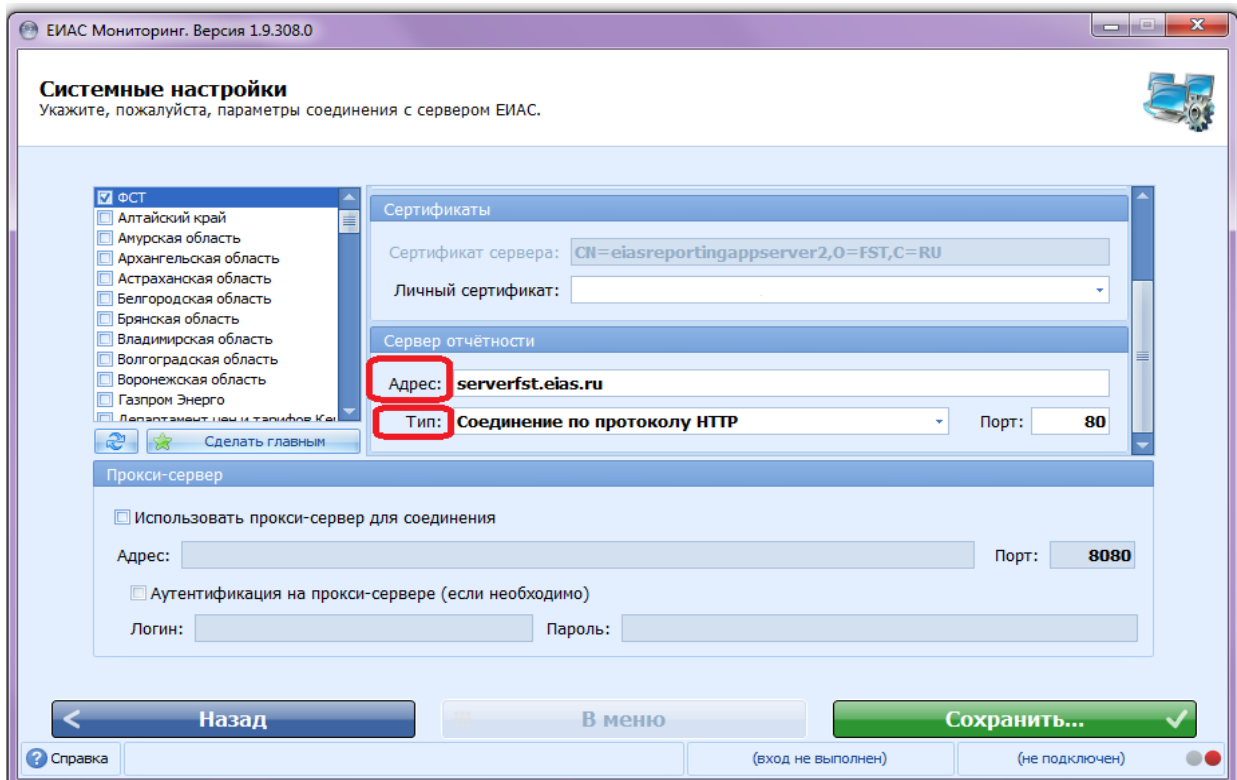 ЕИАС Мониторинг. Версия 1.9.308.0
Системные настройки
Укажите, пожалуйста, параметры соединения с сервером ЕИАС.
ФСТ
Алтайский край
Амурская область
Архангельская область
Астраханская область
Белгородская область
Брянская область
Владимирская область
Волгоградская область
Воронежская область
Газпром Энерго
Департамент цен и тарифов
Сделать главным
Сертификаты
Сертификат сервера: CN=eiasreportingappserver2,O=FST,C=RU
Личный сертификат:
Сервер отчётности
Адрес: serverfst.eias.ru
Тип: Соединение по протоколу HTTP Порт: 80
Прокси-сервер
Использовать прокси-сервер для соединения
Адрес: Порт: 8080
Аутентификация на прокси-сервере (если необходимо)
Логин: Пароль:
Назад В меню Сохранить...
Справка (вход не выполнен) (не подключен)